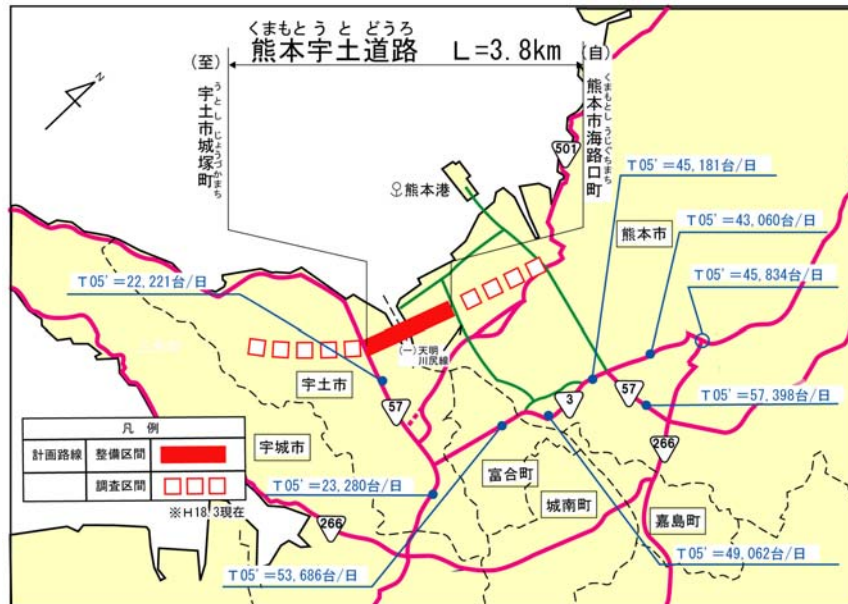 くまもと う と どうろ
熊本宇土道路 L=3.8km
(至)
うとし じょうづかまち
宇土市城塚町
(自)
くまもとし うじぐちまち
熊本市海路口町
N
501
熊本港
T05'=45,181台/日
熊本市
T05'=43,060台/日
T05'=45,834台/日
T05'=22,221台/日
(一)天明
川尻線
宇土市
57
3
57
T05'=57,398台/日
266
凡 例
計画路線 整備区間
調査区間
※H18.3現在
宇城市
T05'=23,280台/日
富合町
城南町
嘉島町
266
T05'=49,062台/日
T05'=53,686台/日